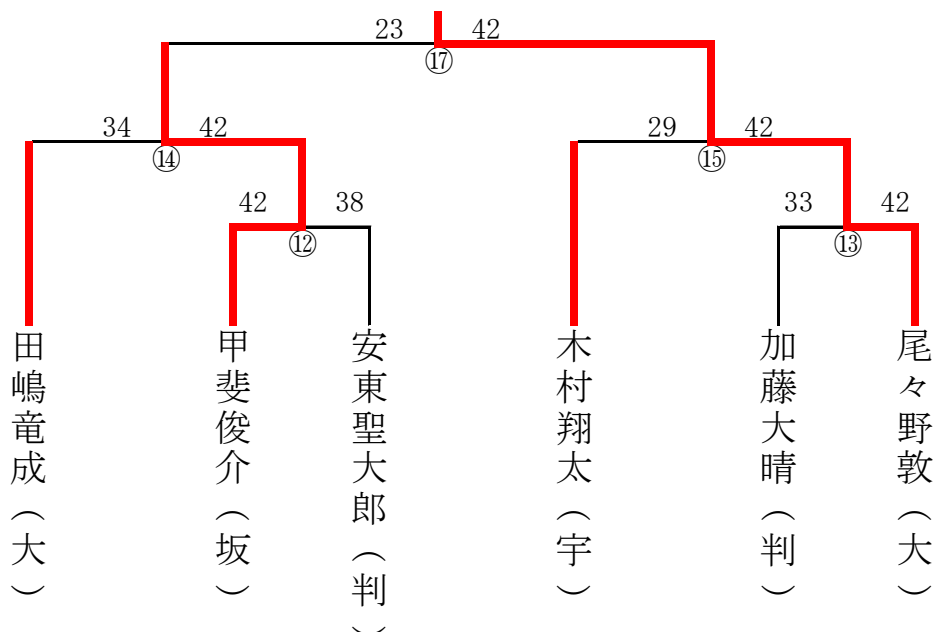 23 42
⑰
34 42
29 42
⑭
⑮
42 38
33 42
⑫
⑬
田嶋竜成（大）
甲斐俊介（坂）
安東聖大郎（判）
木村翔太（宇）
加藤大晴（判）
尾々野敦（大）